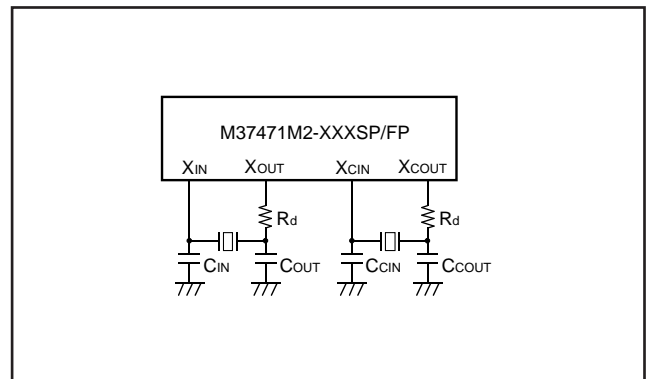 M37471M2-XXXSP/FP
XIN XOUT XCIN XCOUT
Rd Rd
CIN COUT CCIN CCOUT